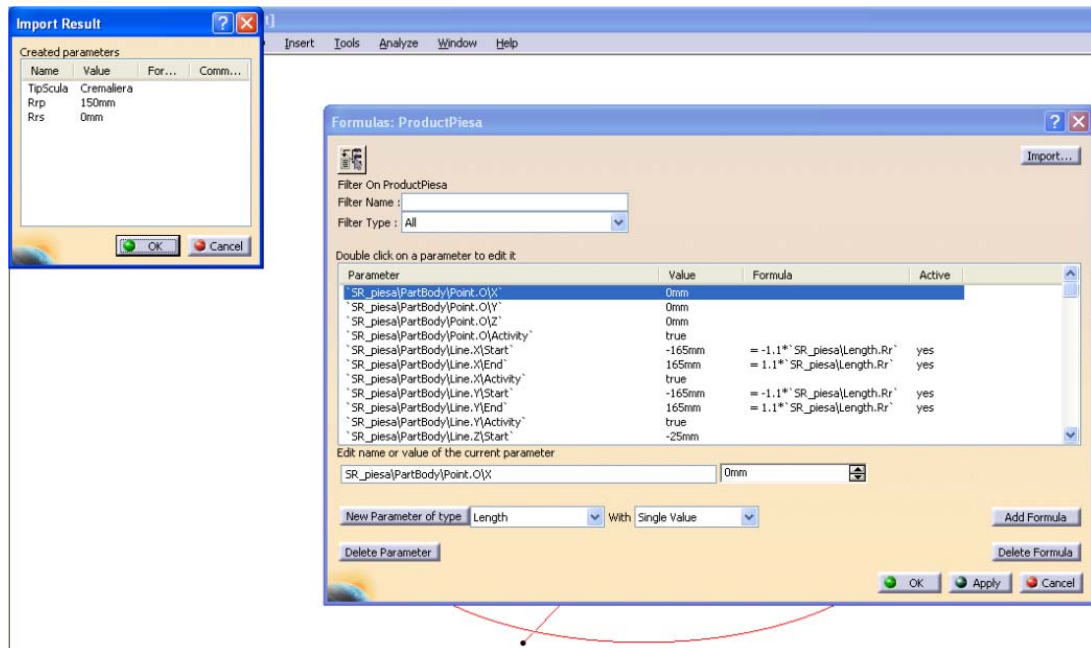 Import Result
Created parameters
Name Value For... Comm...
TipScula Cremaliera
Rrp 150mm
Rrs 0mm
OK Cancel
Insert Tools Analyze Window Help
Formulas: ProductPiesa
Import...
Filter On ProductPiesa
Filter Name :
Filter Type : All
Double click on a parameter to edit it
Parameter Value Formula Active
`SR_piesa\PartBody\Point.O\X` 0mm
`SR_piesa\PartBody\Point.O\Y` 0mm
`SR_piesa\PartBody\Point.O\Z` 0mm
`SR_piesa\PartBody\Point.O\Activity` true
`SR_piesa\PartBody\Line.X\Start` -165mm = -1.1*`SR_piesa\Length.Rr` yes
`SR_piesa\PartBody\Line.X\End` 165mm = 1.1*`SR_piesa\Length.Rr` yes
`SR_piesa\PartBody\Line.X\Activity` true
`SR_piesa\PartBody\Line.Y\Start` -165mm = -1.1*`SR_piesa\Length.Rr` yes
`SR_piesa\PartBody\Line.Y\End` 165mm = 1.1*`SR_piesa\Length.Rr` yes
`SR_piesa\PartBody\Line.Y\Activity` true
`SR_piesa\PartBody\Line.Z\Start` -25mm
Edit name or value of the current parameter
SR_piesa\PartBody\Point.O\X 0mm
New Parameter of type Length With Single Value Add Formula
Delete Parameter Delete Formula
OK Apply Cancel